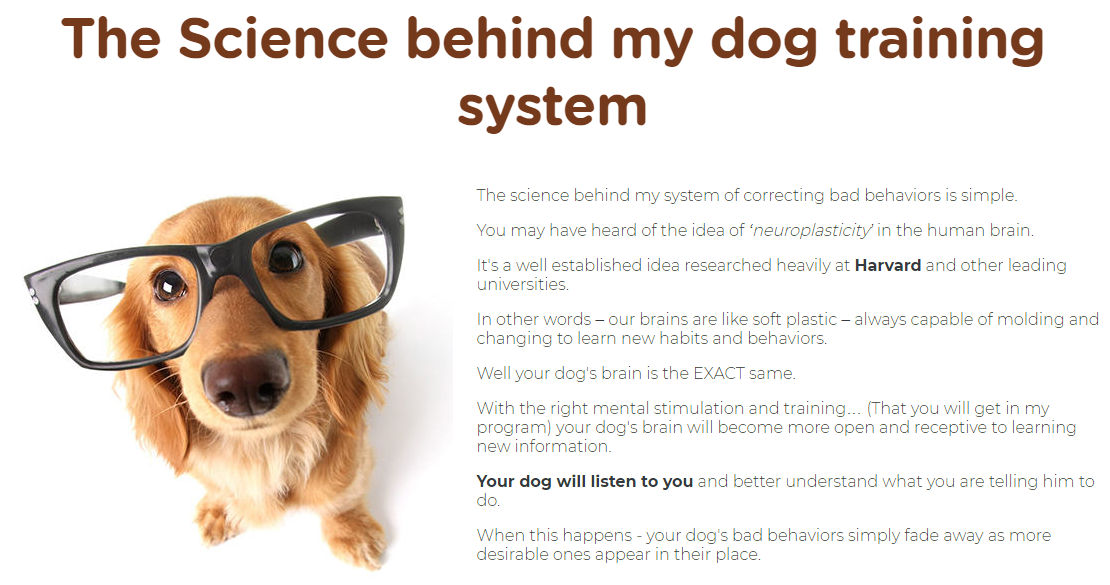 The Science behind my dog training
system
The science behind my system of correcting bad behaviors is simple.
You may have heard of the idea of ‘neuroplasticity’ in the human brain.
It's a well established idea researched heavily at Harvard and other leading
universities.
In other words – our brains are like soft plastic – always capable of molding and
changing to learn new habits and behaviors.
Well your dog's brain is the EXACT same.
With the right mental stimulation and training… (That you will get in my
program) your dog's brain will become more open and receptive to learning
new information.
Your dog will listen to you and better understand what you are telling him to
do.
When this happens - your dog's bad behaviors simply fade away as more
desirable ones appear in their place.